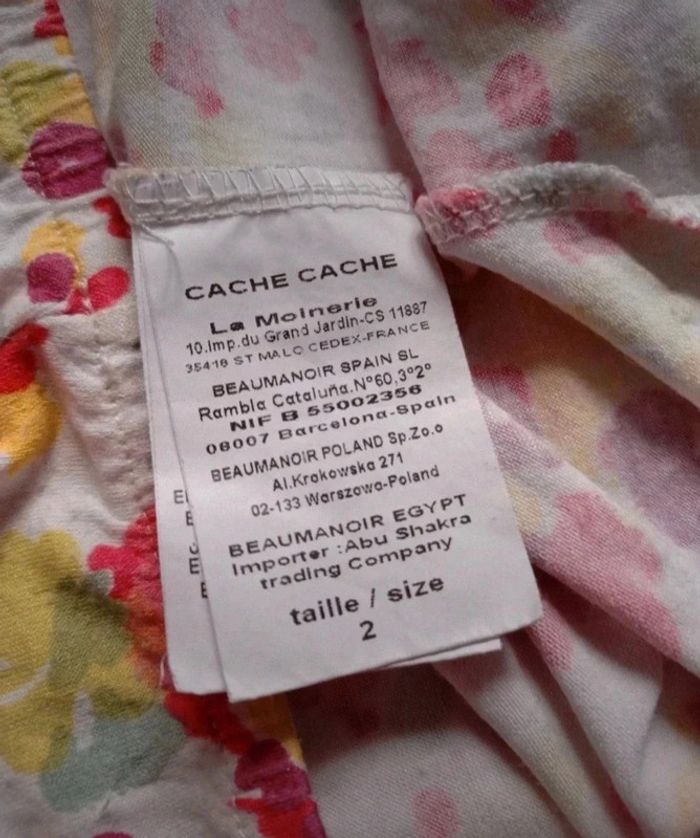 CACHE CACHE
La Moinerie
10.Imp.du Grand Jardin-CS 11887
35418 ST MALO CEDEX-FRANCE
BEAUMANOIR SPAIN SL
Rambla Cataluña.N°60,3°2°
NIF B 55002356
08007 Barcelona-Spain
BEAUMANOIR POLAND Sp.Zo.o
Al.Krakowska 271
02-133 Warszowa-Poland
BEAUMANOIR EGYPT
Importer :Abu Shakra
trading Company
taille / size
2